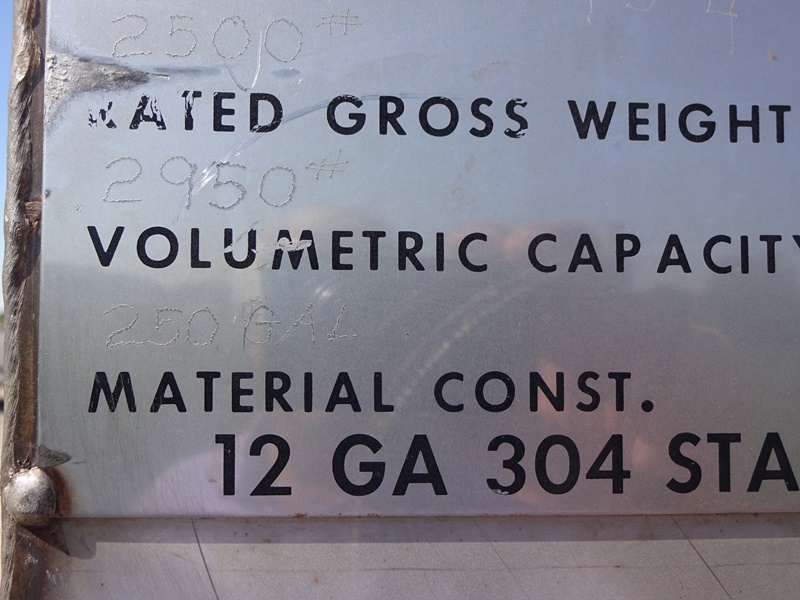 2500#
RATED GROSS WEIGHT
2950#
VOLUMETRIC CAPACITY
250 GAL
MATERIAL CONST.
12 GA 304 STA